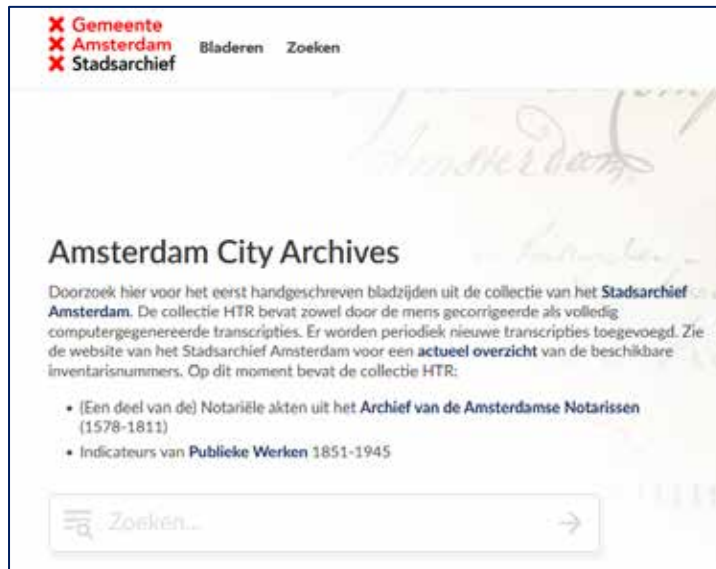 Gemeente
Amsterdam
Stadsarchief
Bladeren Zoeken
Amsterdam
Amsterdam City Archives
Doorzoek hier voor het eerst handgeschreven bladzijden uit de collectie van het Stadsarchief
Amsterdam. De collectie HTR bevat zowel door de mens gecorrigeerde als volledig
computergegenereerde transcripties. Er worden periodiek nieuwe transcripties toegevoegd. Zie
de website van het Stadsarchief Amsterdam voor een actueel overzicht van de beschikbare
inventarisnummers. Op dit moment bevat de collectie HTR:
• (Een deel van de) Notariële akten uit het Archief van de Amsterdamse Notarissen
(1578-1811)
• Indicateurs van Publieke Werken 1851-1945
Zoeken...